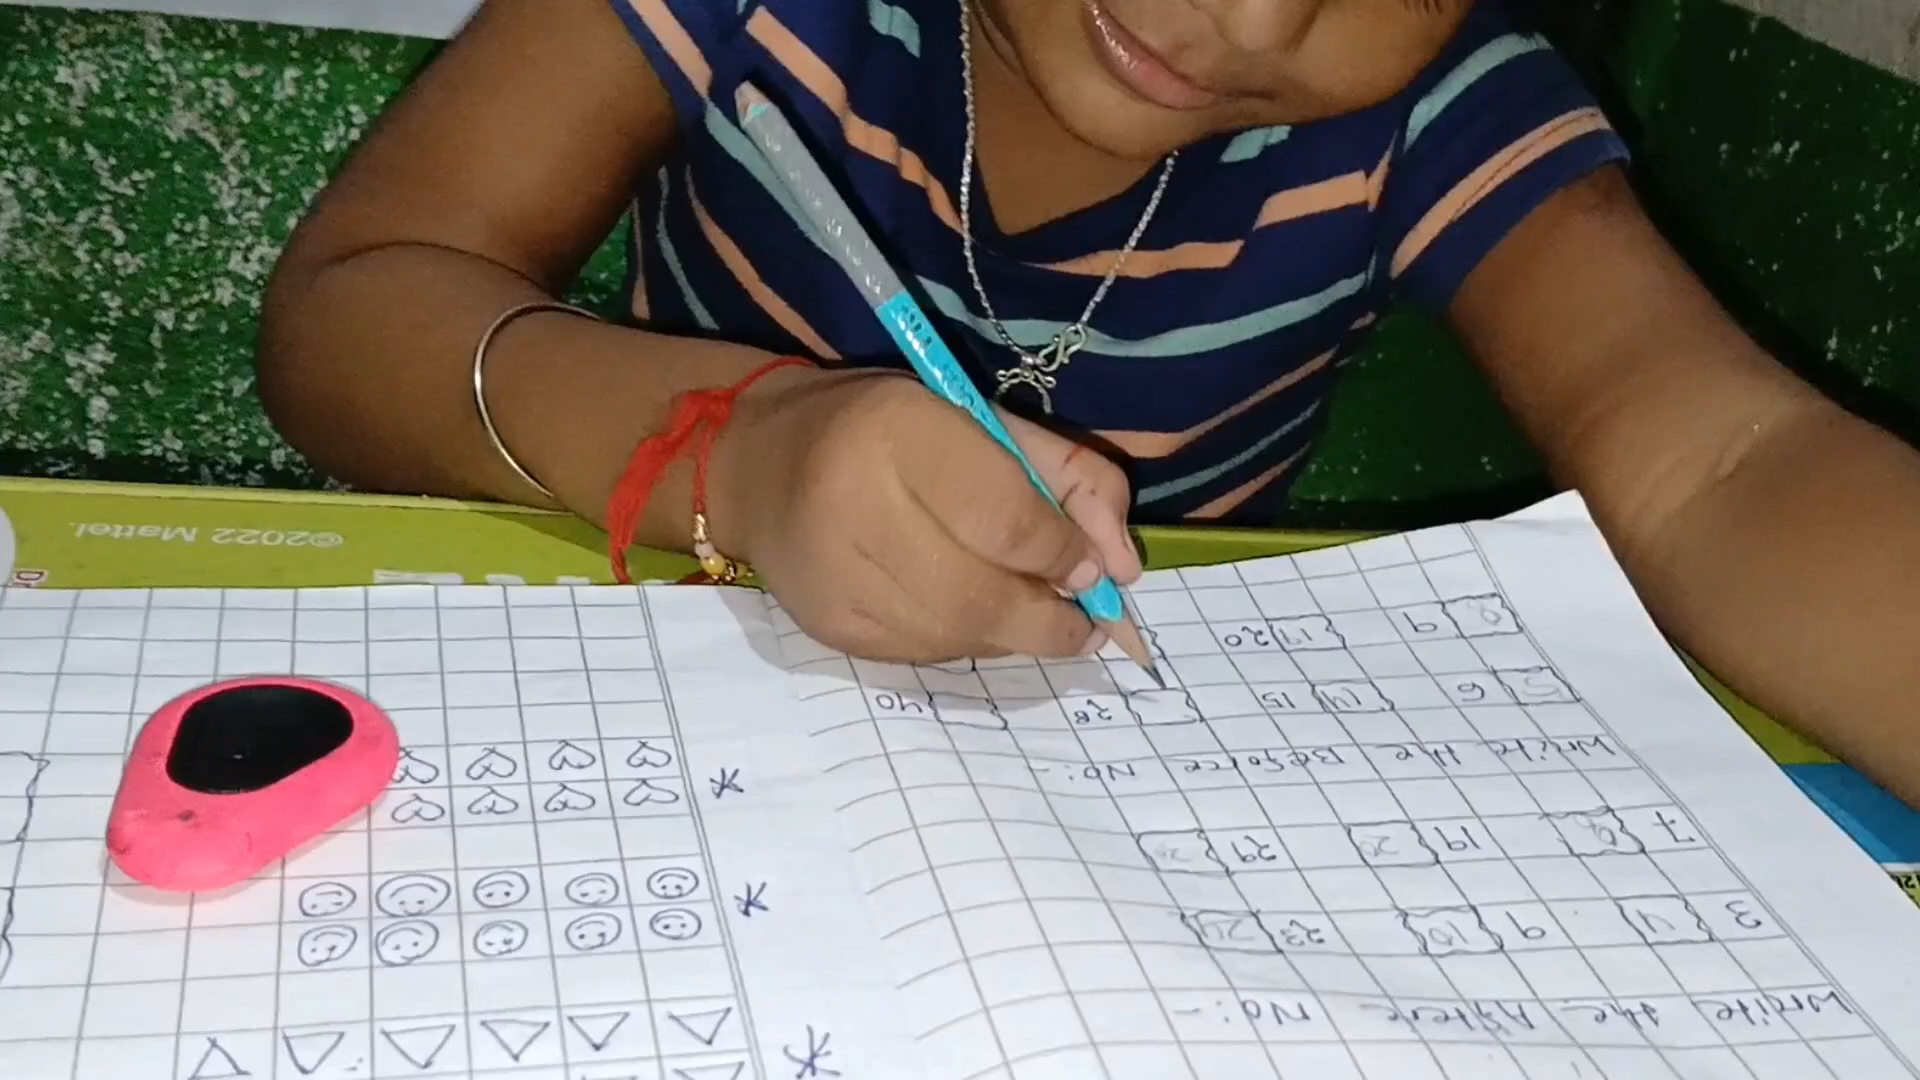 Write the After No:-
3 4 9 10 23 24
7 8 19 20 29
Write the Before No:-
5 6 14 15 28 40
8 9 19 20
©2022 Mattel.